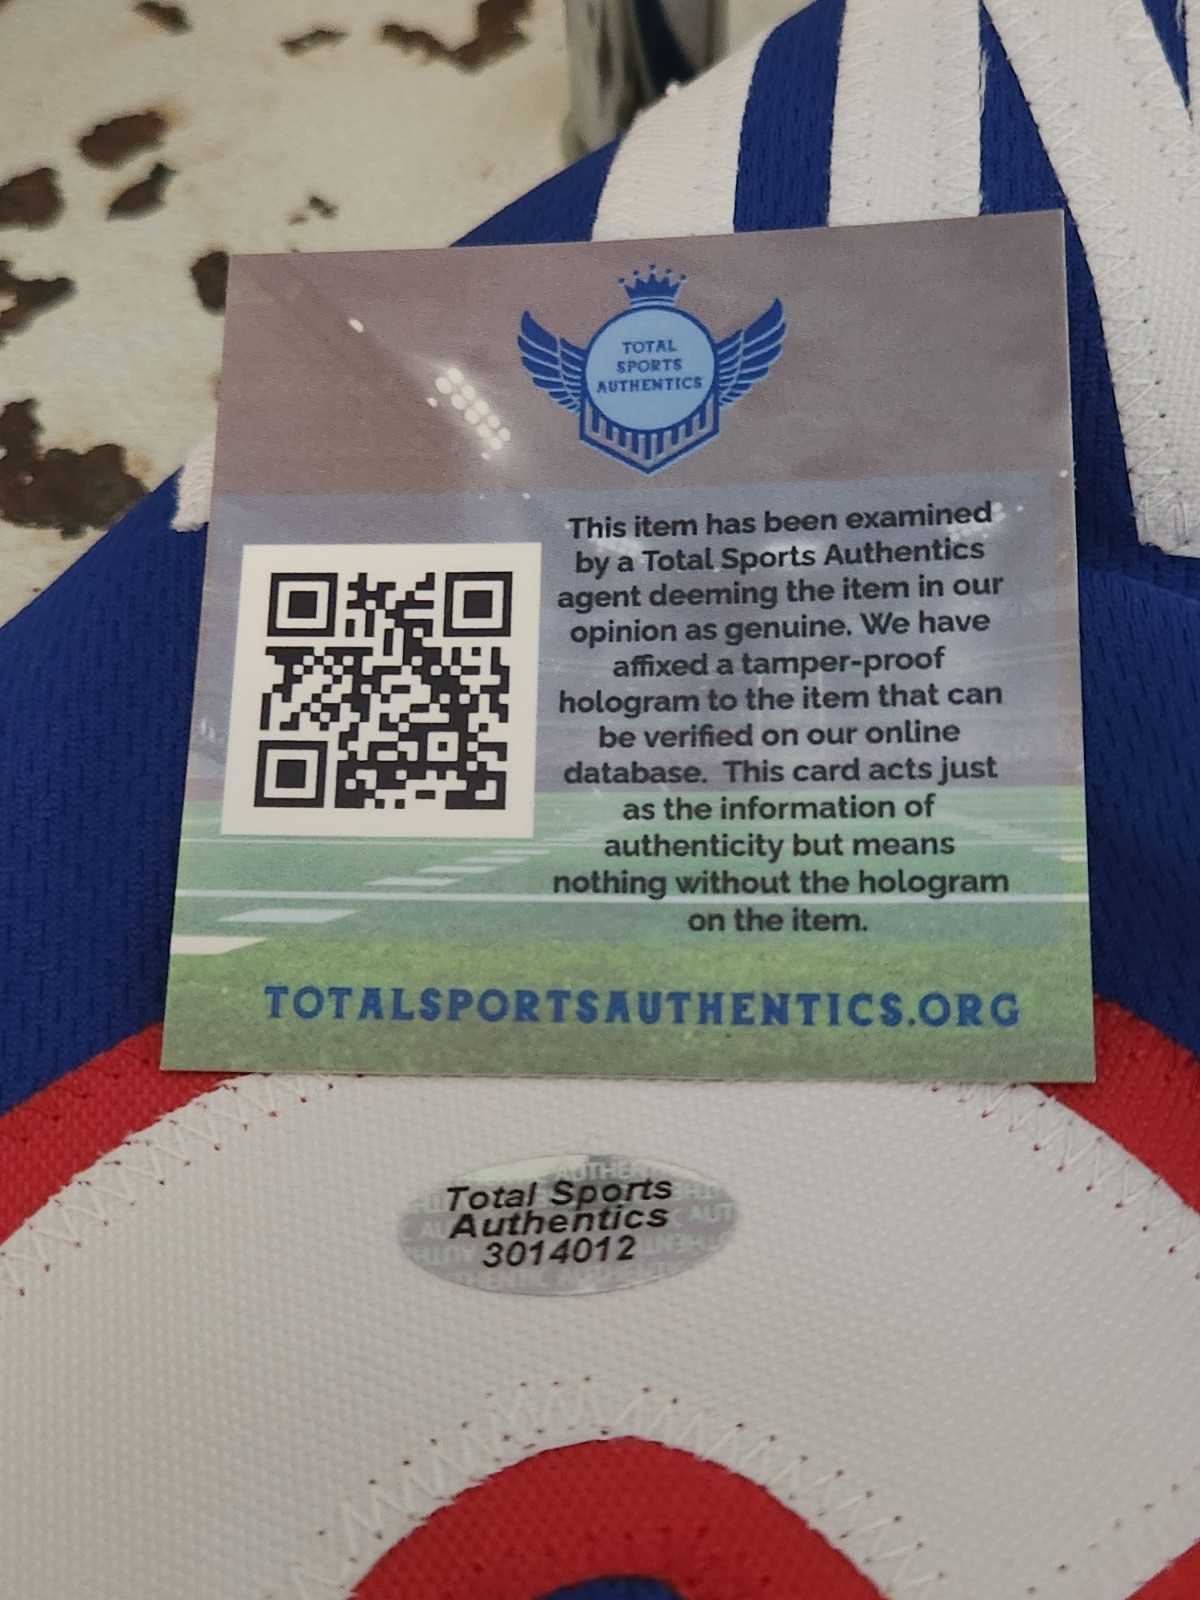 TOTAL
SPORTS
AUTHENTICS
This item has been examined
by a Total Sports Authentics
agent deeming the item in our
opinion as genuine. We have
affixed a tamper-proof
hologram to the item that can
be verified on our online
database. This card acts just
as the information of
authenticity but means
nothing without the hologram
on the item.
TOTALSPORTSAUTHENTICS.ORG
Total Sports
Authentics
3014012